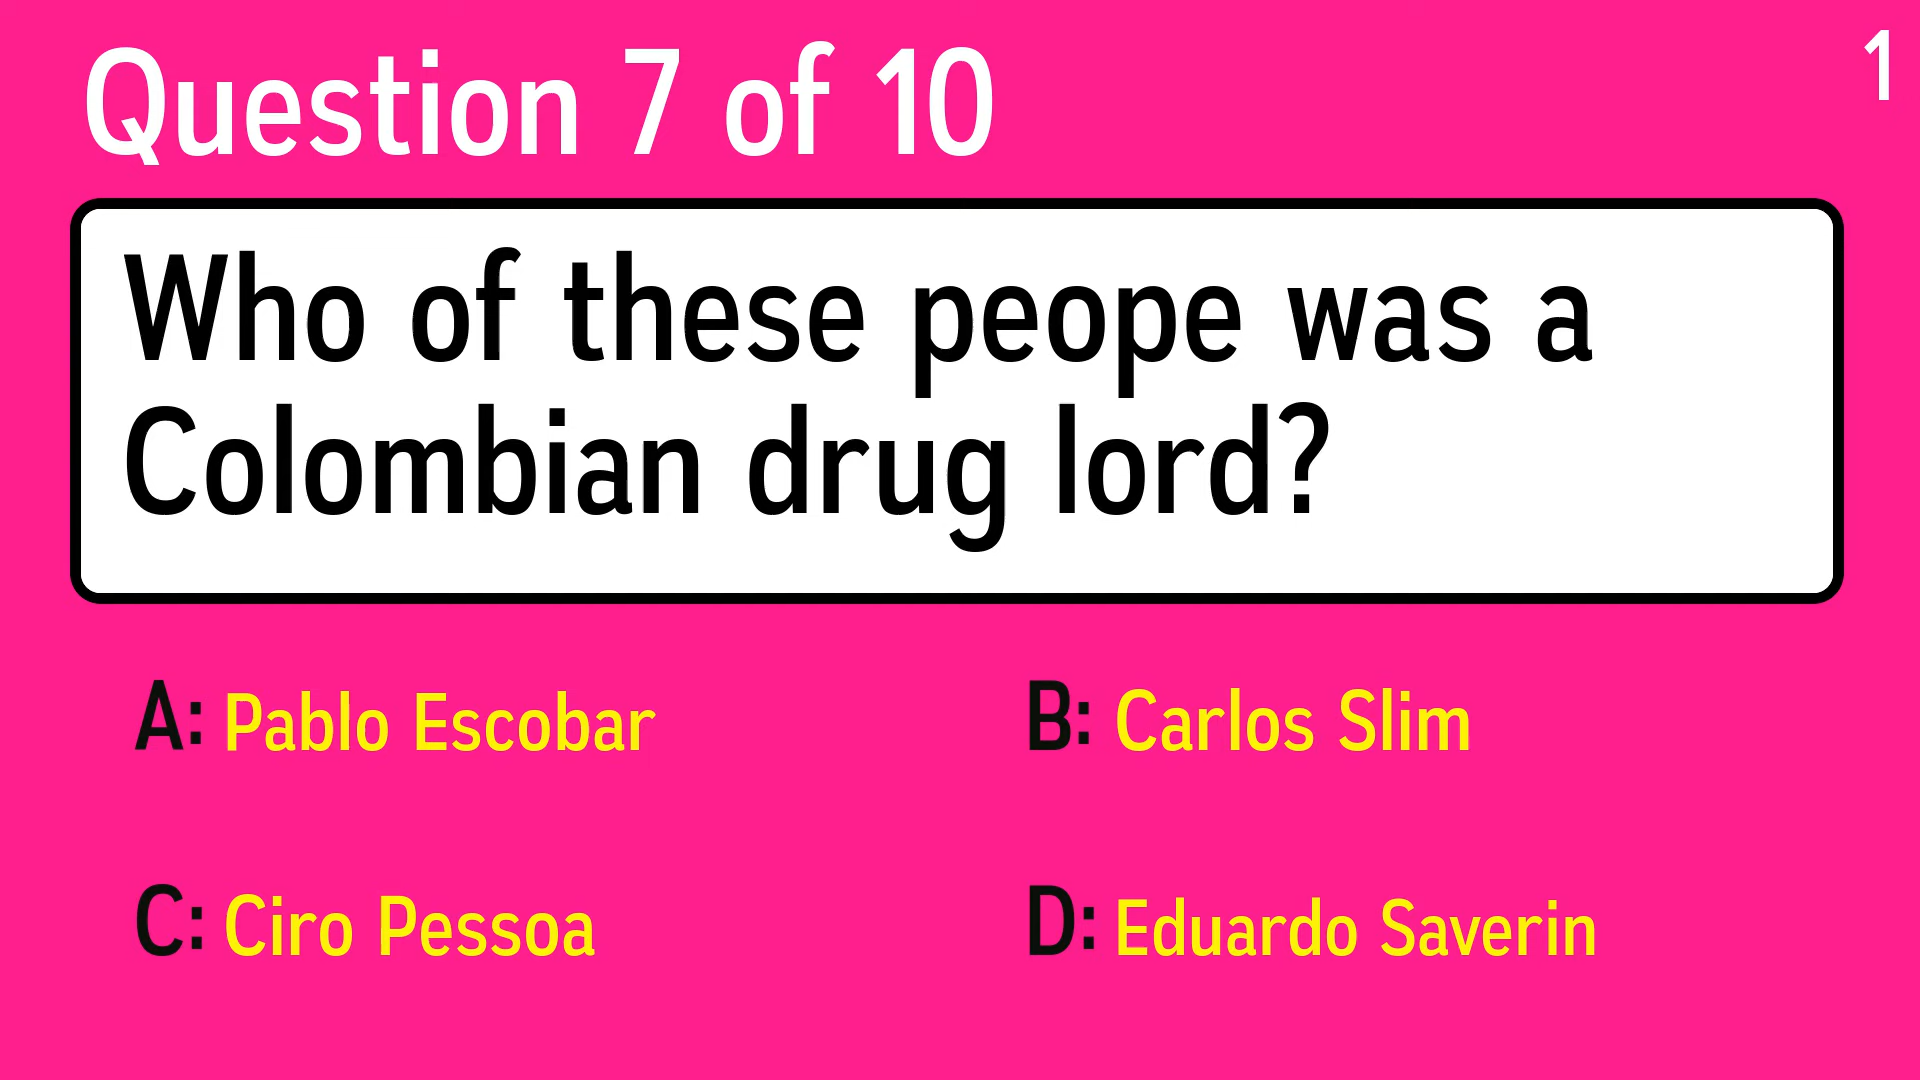 Question 7 of 10
1
Who of these peope was a
Colombian drug lord?
A: Pablo Escobar
B: Carlos Slim
C: Ciro Pessoa
D: Eduardo Saverin